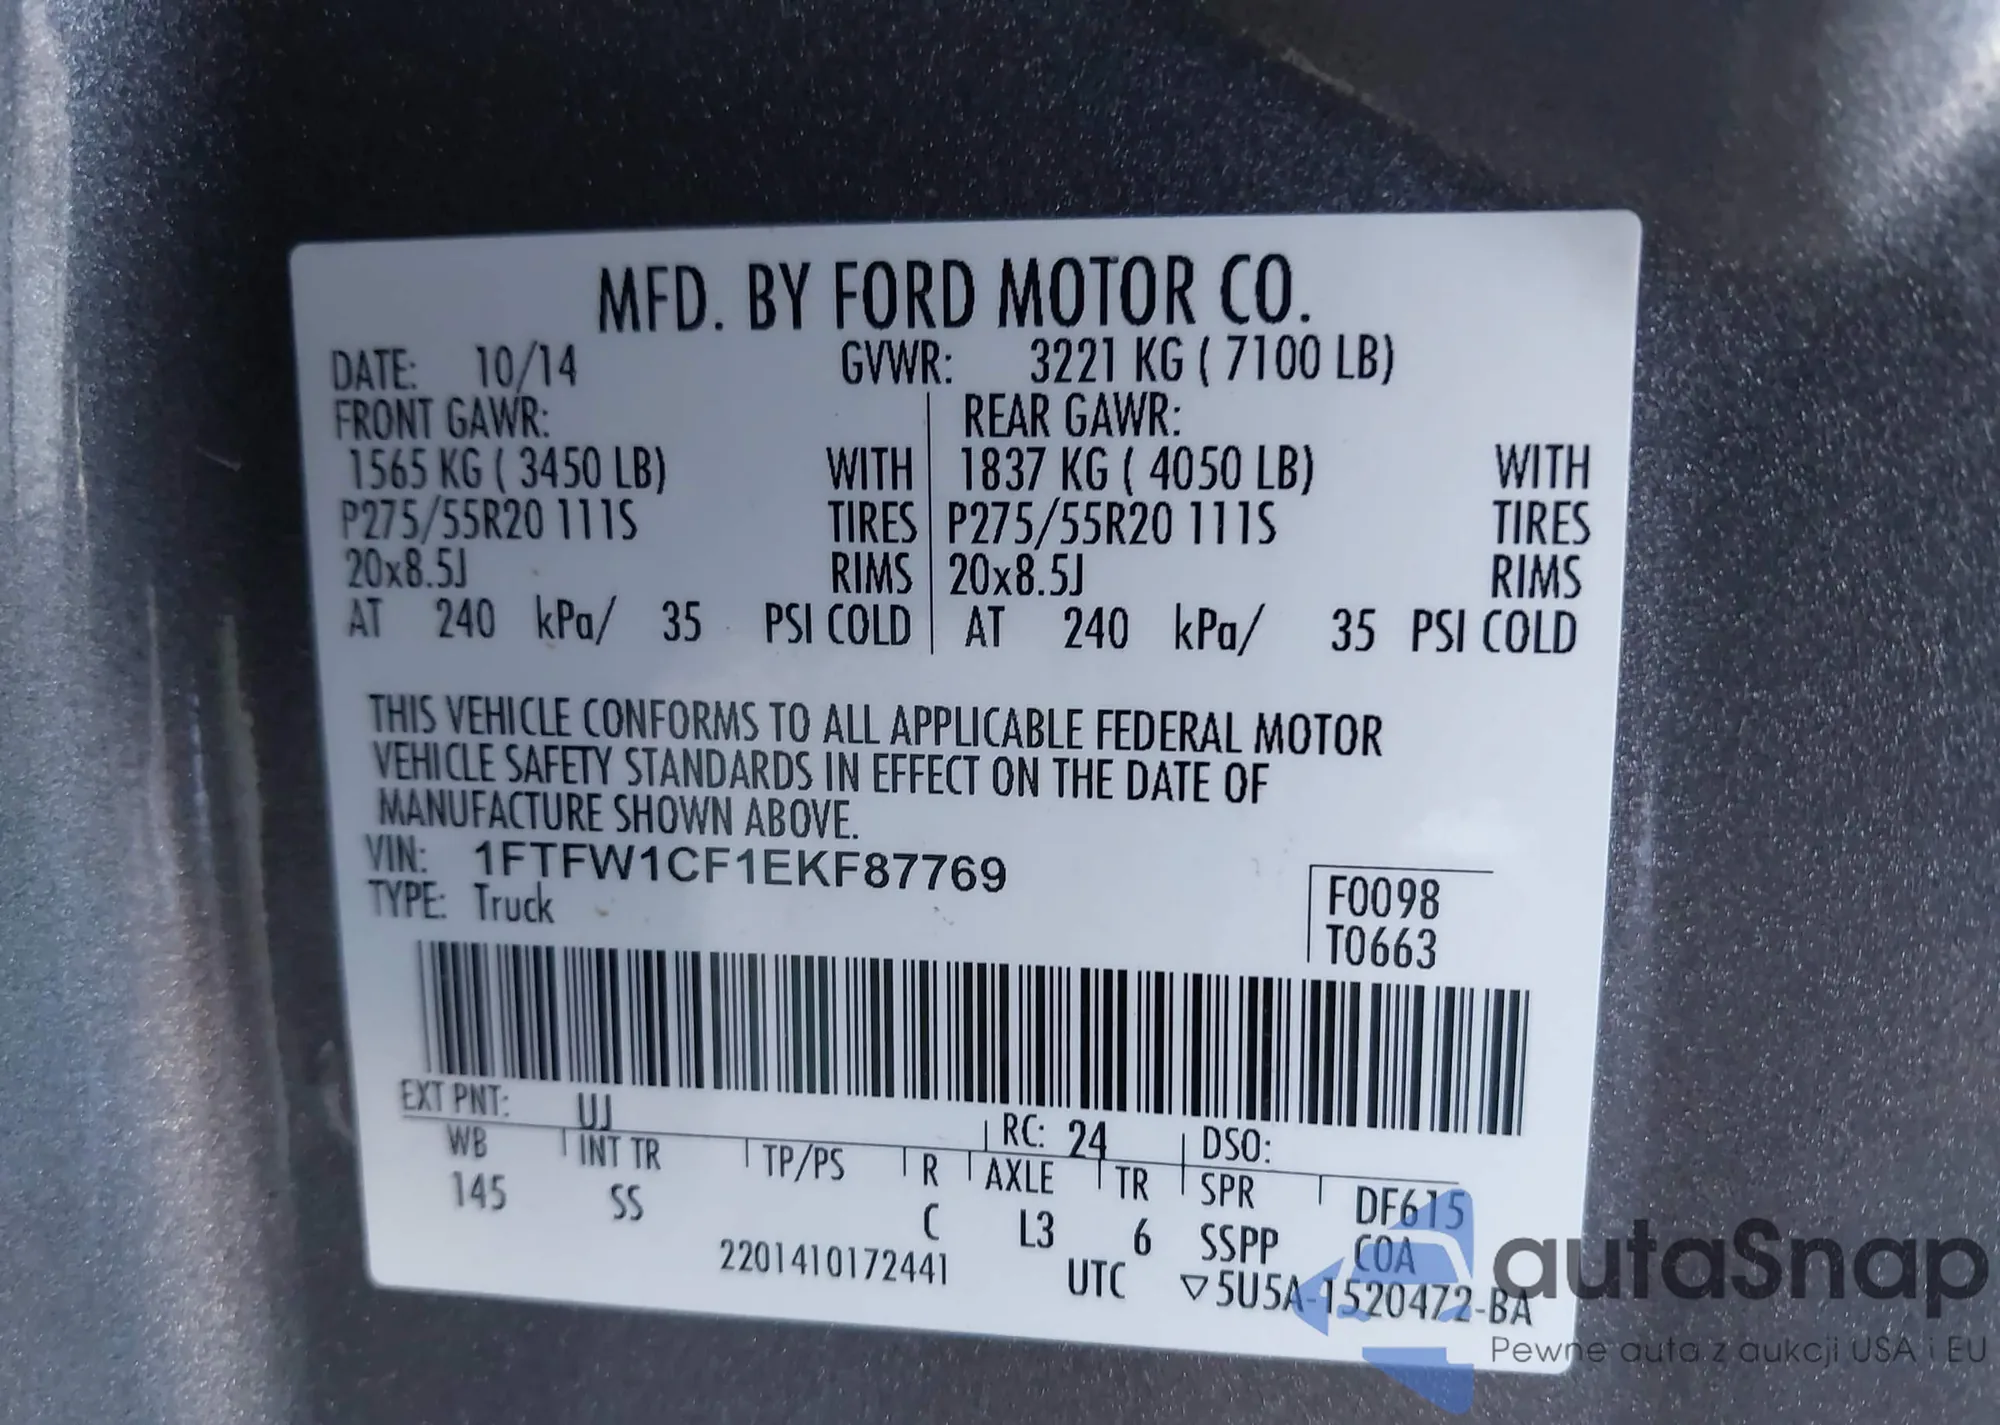 MFD. BY FORD MOTOR CO.
DATE: 10/14 GVWR: 3221 KG ( 7100 LB)
FRONT GAWR: REAR GAWR:
1565 KG ( 3450 LB) WITH 1837 KG ( 4050 LB) WITH
P275/55R20 111S TIRES P275/55R20 111S TIRES
20x8.5J RIMS 20x8.5J RIMS
AT 240 kPa/ 35 PSI COLD AT 240 kPa/ 35 PSI COLD
THIS VEHICLE CONFORMS TO ALL APPLICABLE FEDERAL MOTOR
VEHICLE SAFETY STANDARDS IN EFFECT ON THE DATE OF
MANUFACTURE SHOWN ABOVE.
VIN: 1FTFW1CF1EKF87769
TYPE: Truck
F0098
T0663
EXT PNT: UJ RC: 24 DSO:
WB INT TR TP/PS R AXLE TR SPR DF615
145 SS C L3 6 SSPP COA
2201410172441 UTC ▽5U5A-1520472-BA
autaSnap
Pewne auta z aukcji USA i EU